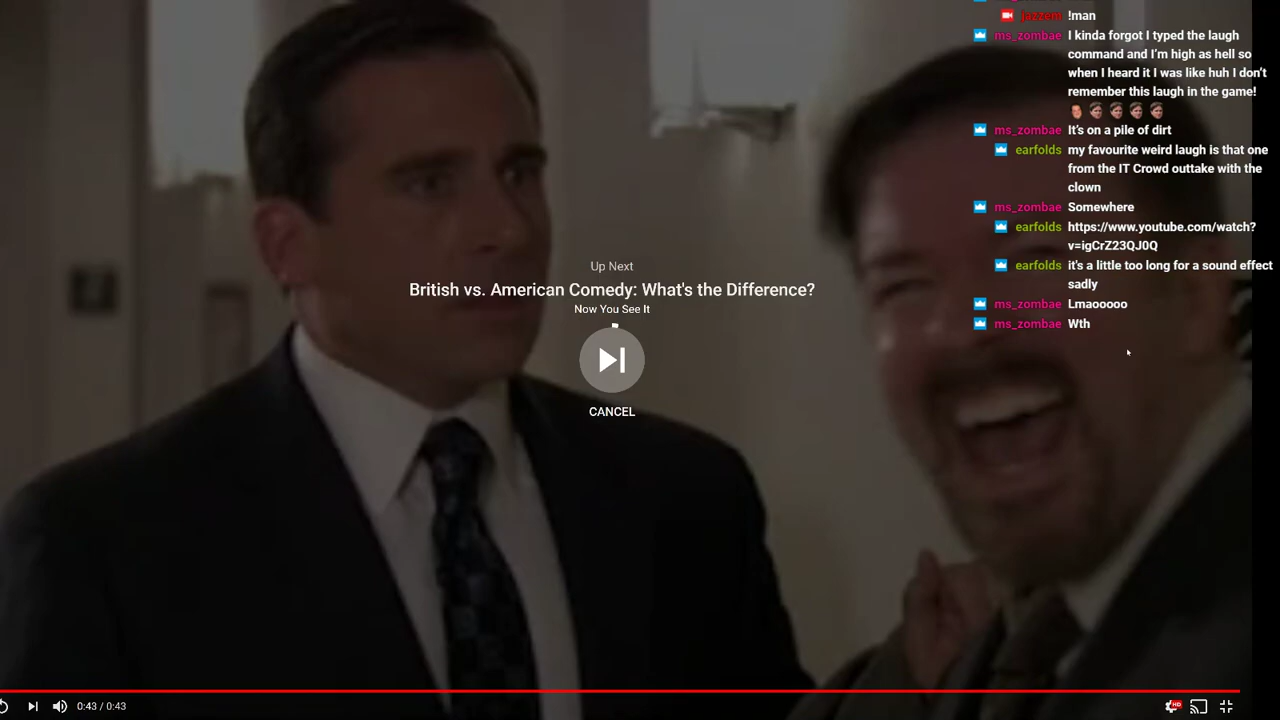 jazzem !man
ms_zombae I kinda forgot I typed the laugh
command and I'm high as hell so
when I heard it I was like huh I don't
remember this laugh in the game!
ms_zombae It's on a pile of dirt
earfolds my favourite weird laugh is that one
from the IT Crowd outtake with the
clown
ms_zombae Somewhere
earfolds https://www.youtube.com/watch?
v=igCrZ23QJ0Q
earfolds it's a little too long for a sound effect
sadly
ms_zombae Lmaooooo
ms_zombae Wth
Up Next
British vs. American Comedy: What's the Difference?
Now You See It
CANCEL
0:43 / 0:43
HD